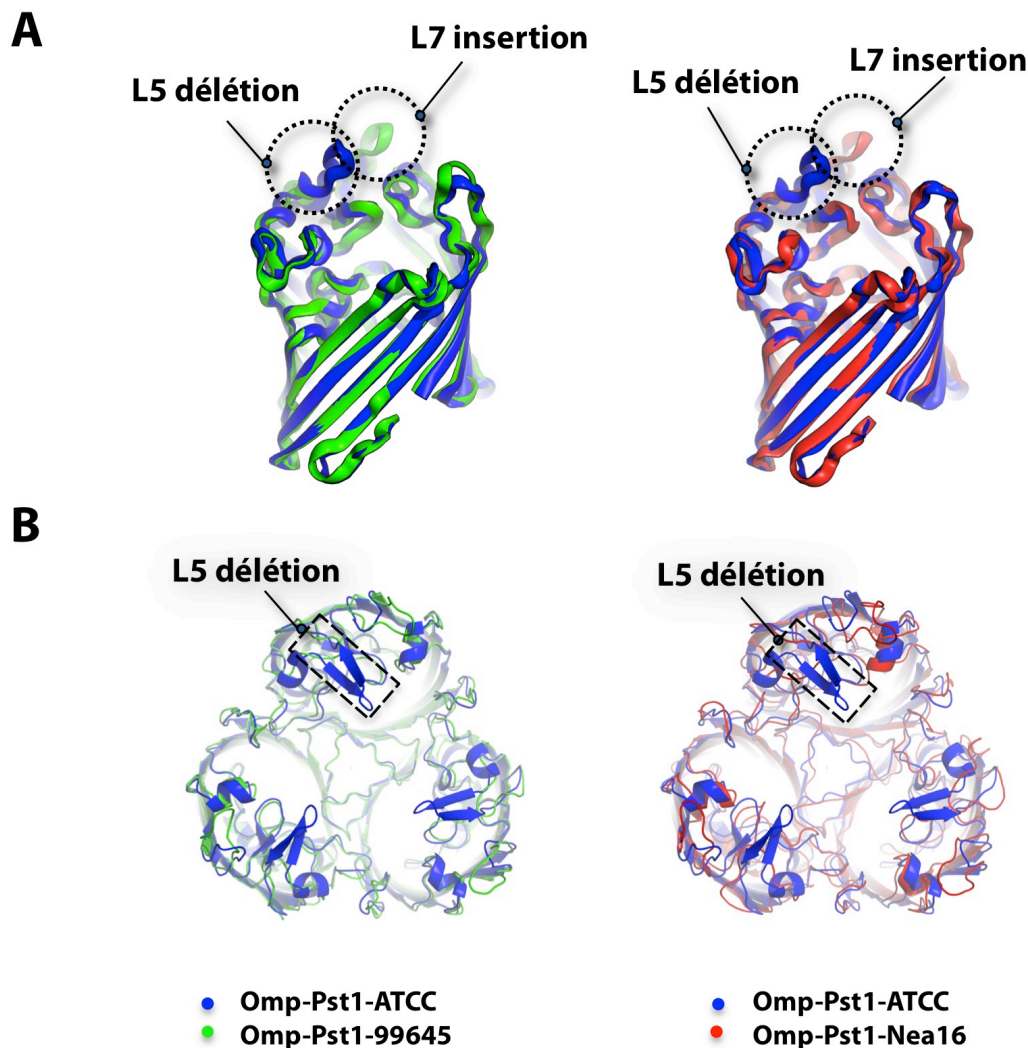 A
L5 délétion
L7 insertion
L5 délétion
L7 insertion
B
L5 délétion
L5 délétion
Omp-Pst1-ATCC
Omp-Pst1-99645
Omp-Pst1-ATCC
Omp-Pst1-Nea16